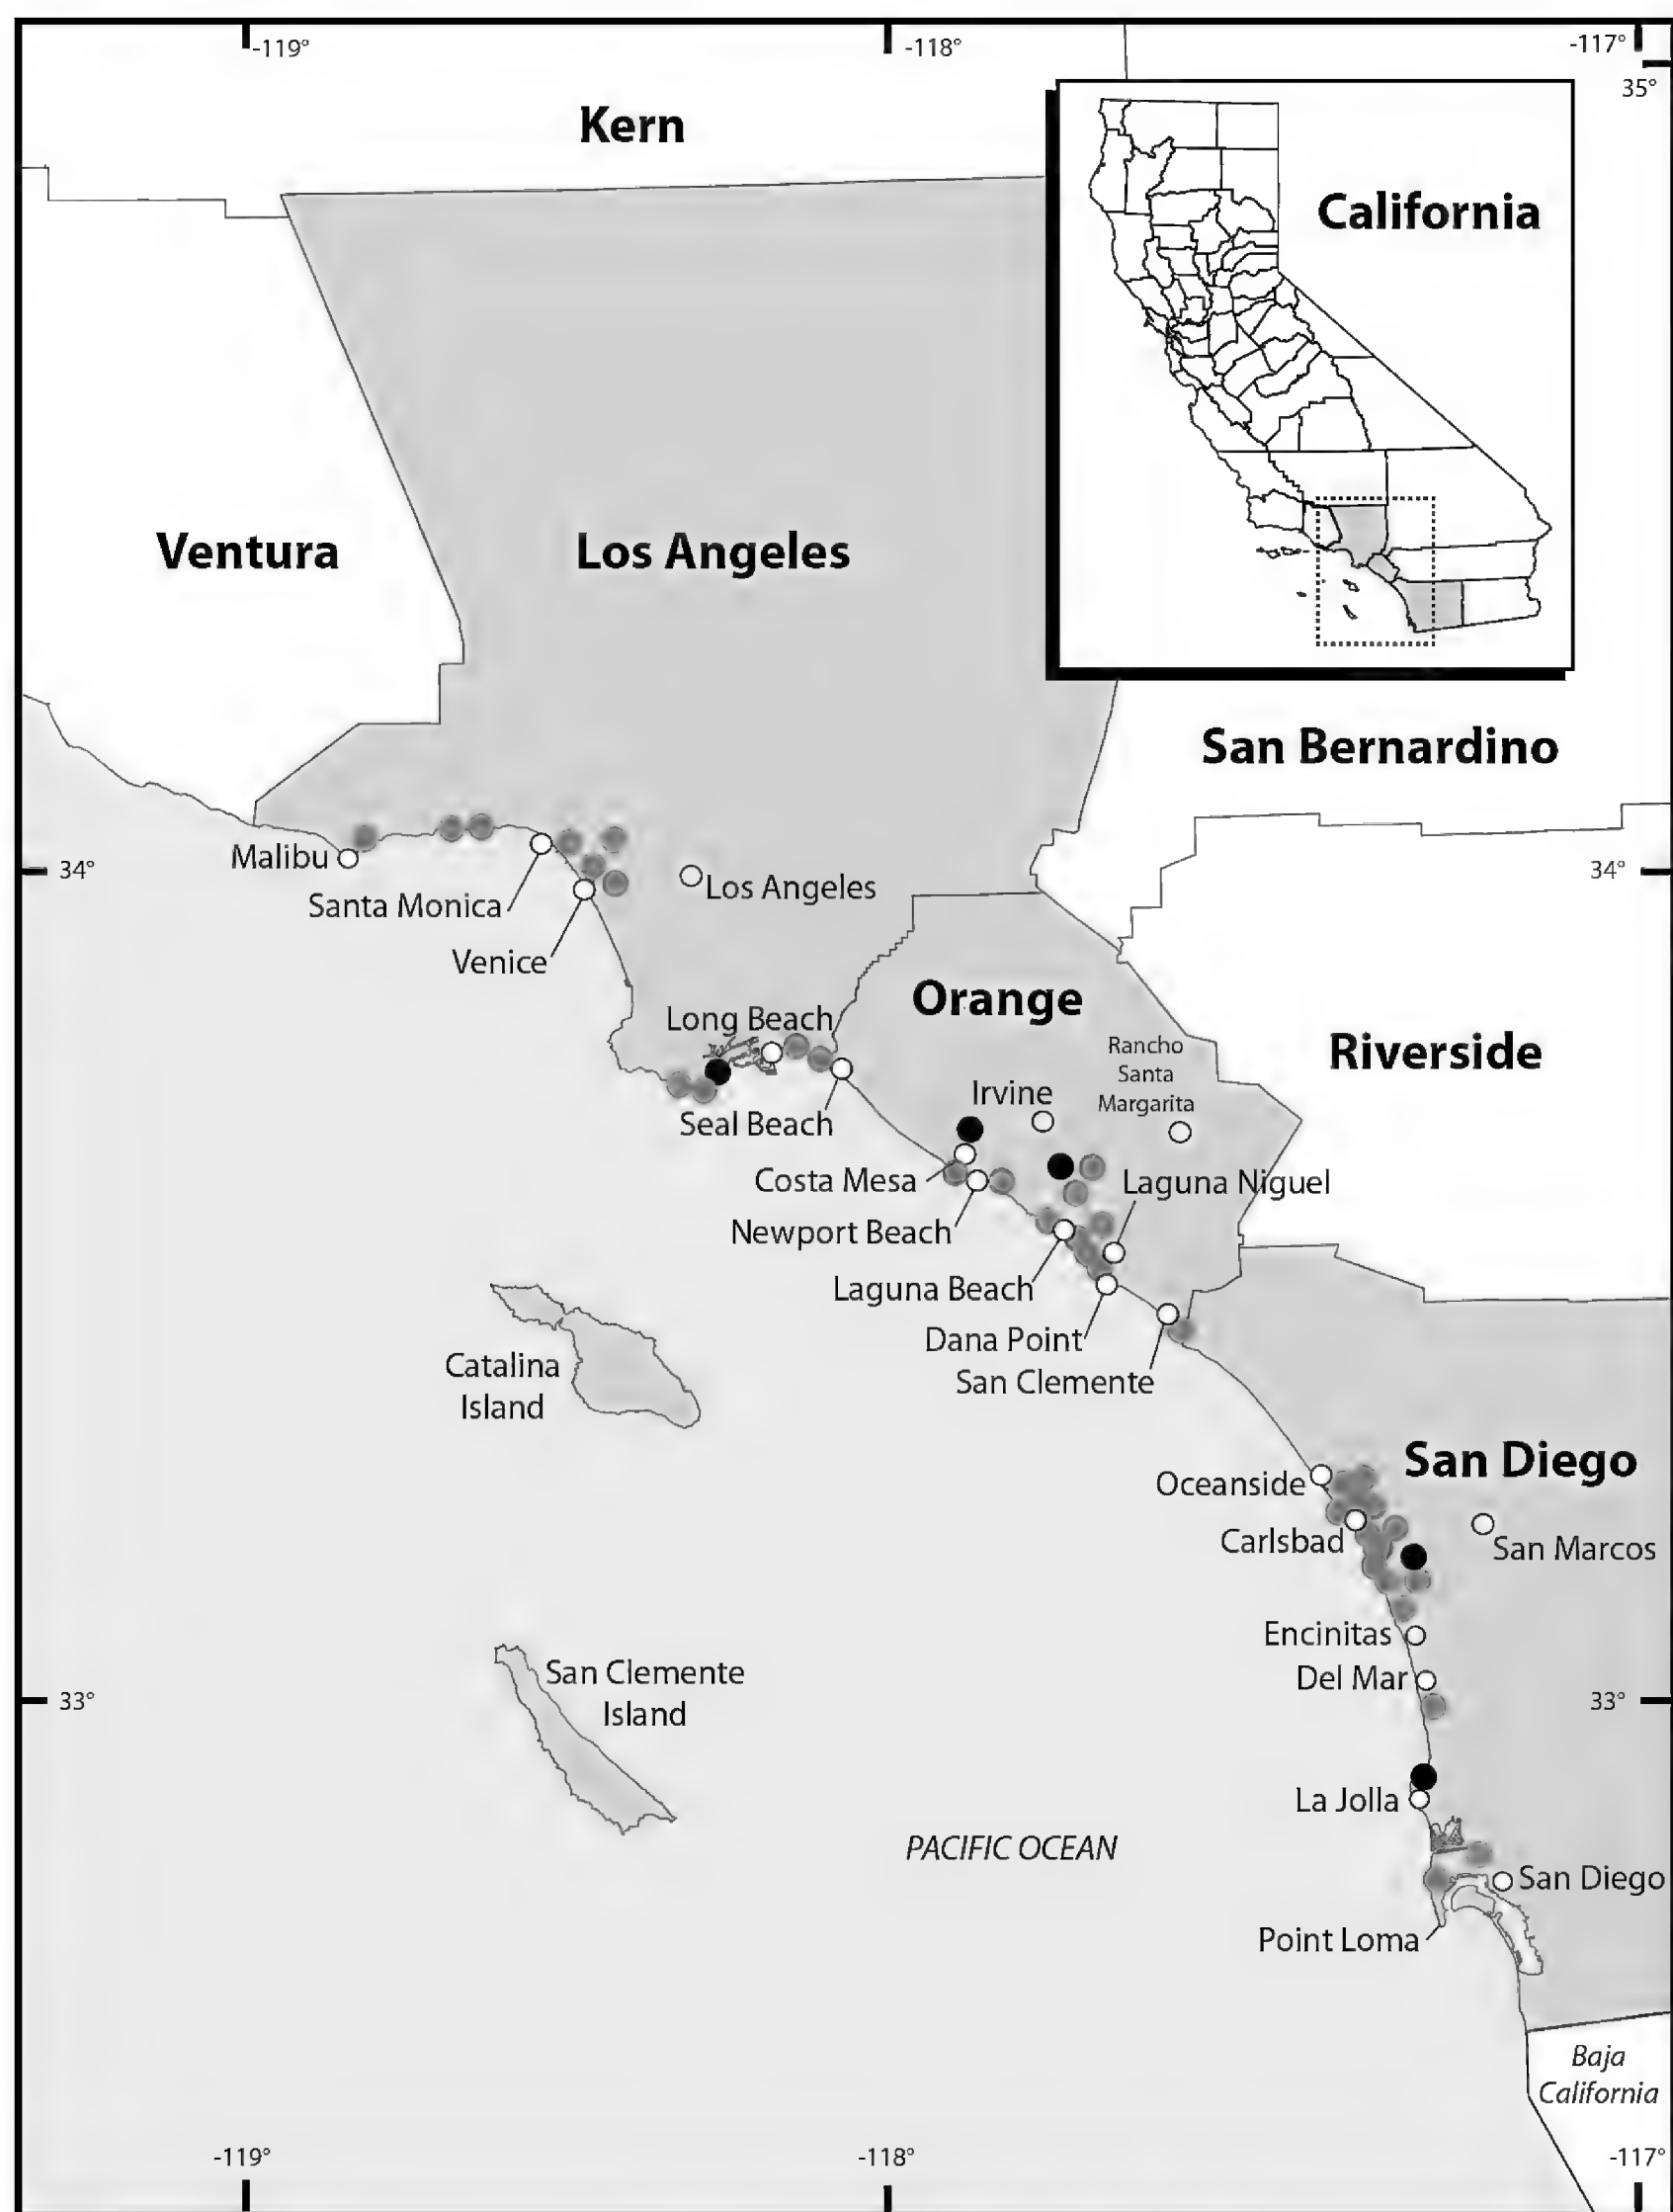 -119°
-118°
-117°
35°
Kern
California
Ventura
Los Angeles
San Bernardino
Malibu
34°
34°
Santa Monica
Los Angeles
Venice
Orange
Long Beach
Rancho
Santa
Margarita
Riverside
Irvine
Seal Beach
Costa Mesa
Laguna Niguel
Newport Beach
Laguna Beach
Dana Point
San Clemente
Catalina
Island
San Diego
Oceanside
Carlsbad
San Marcos
Encinitas
San Clemente
Island
Del Mar
33°
33°
La Jolla
PACIFIC OCEAN
San Diego
Point Loma
Baja
California
-119°
-118°
-117°